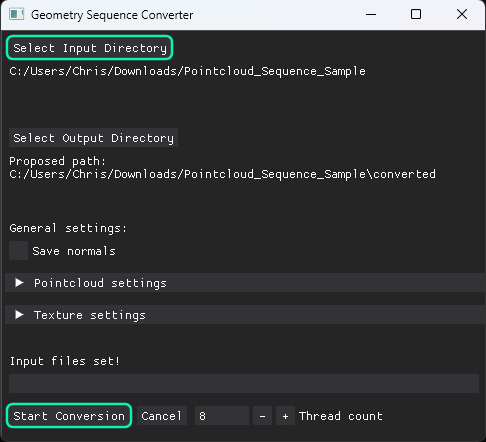 Geometry Sequence Converter
Select Input Directory
C:/Users/Chris/Downloads/Pointcloud_Sequence_Sample
Select Output Directory
Proposed path:
C:/Users/Chris/Downloads/Pointcloud_Sequence_Sample\converted
General settings:
Save normals
Pointcloud settings
Texture settings
Input files set!
Start Conversion Cancel 8 - + Thread count